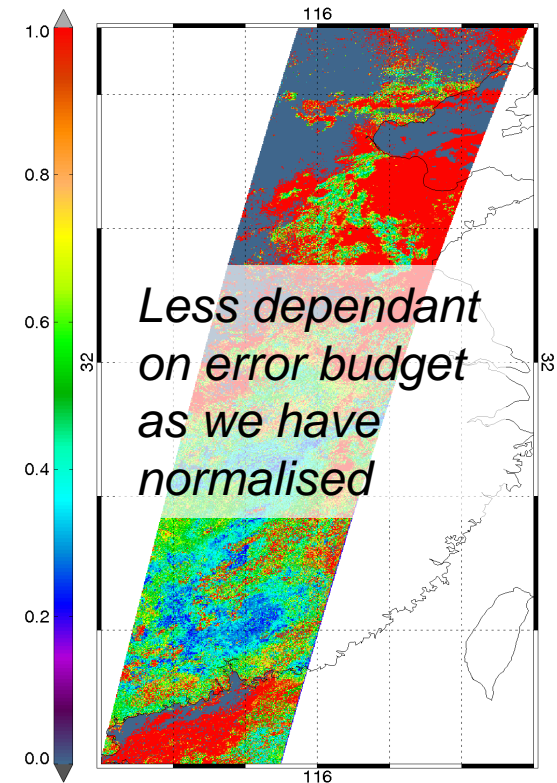 116
1.0
0.8
0.6
0.4
0.2
0.0
32
32
Less dependant
on error budget
as we have
normalised
116